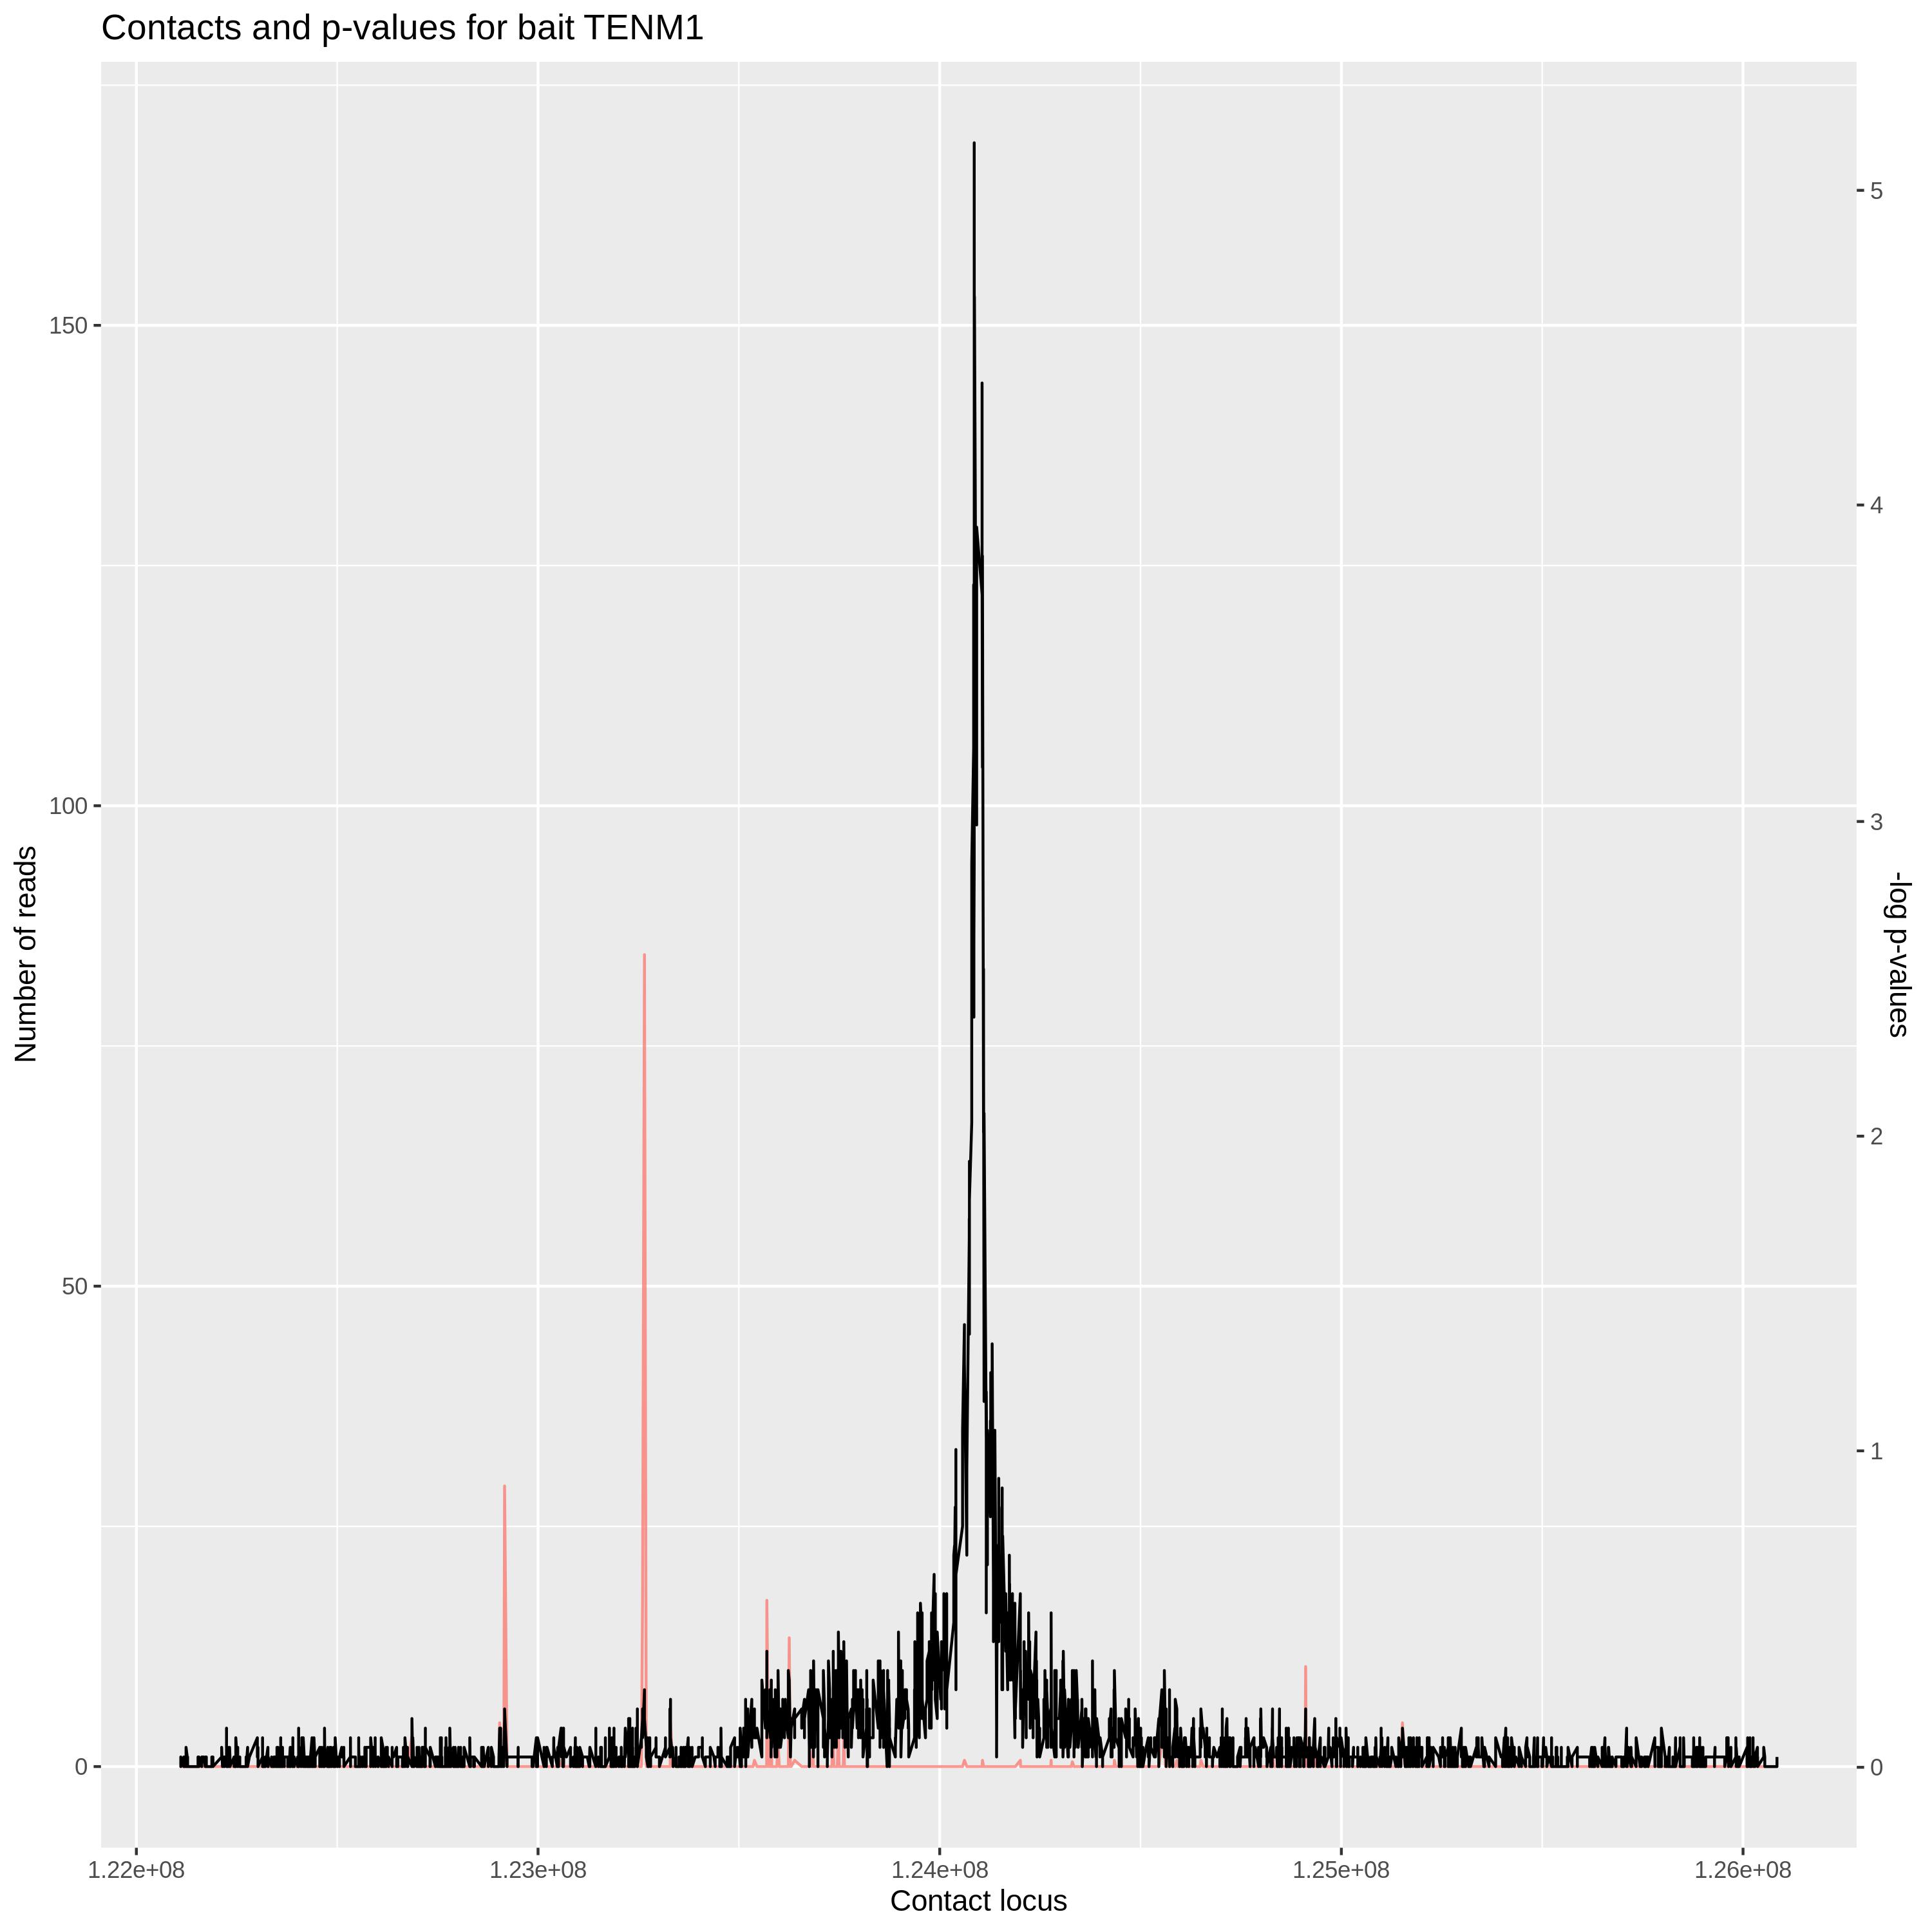 Contacts and p-values for bait TENM1
150
100
50
0
Number of reads
5
4
3
2
1
0
-log p-values
1.22e+08
1.23e+08
1.24e+08
1.25e+08
1.26e+08
Contact locus